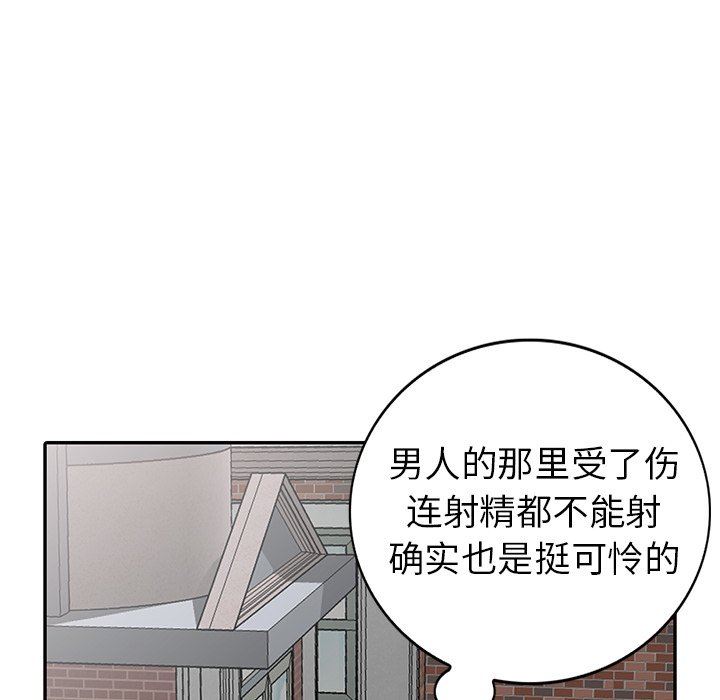 男人的那里受了伤
连射精都不能射
确实也是挺可怜的